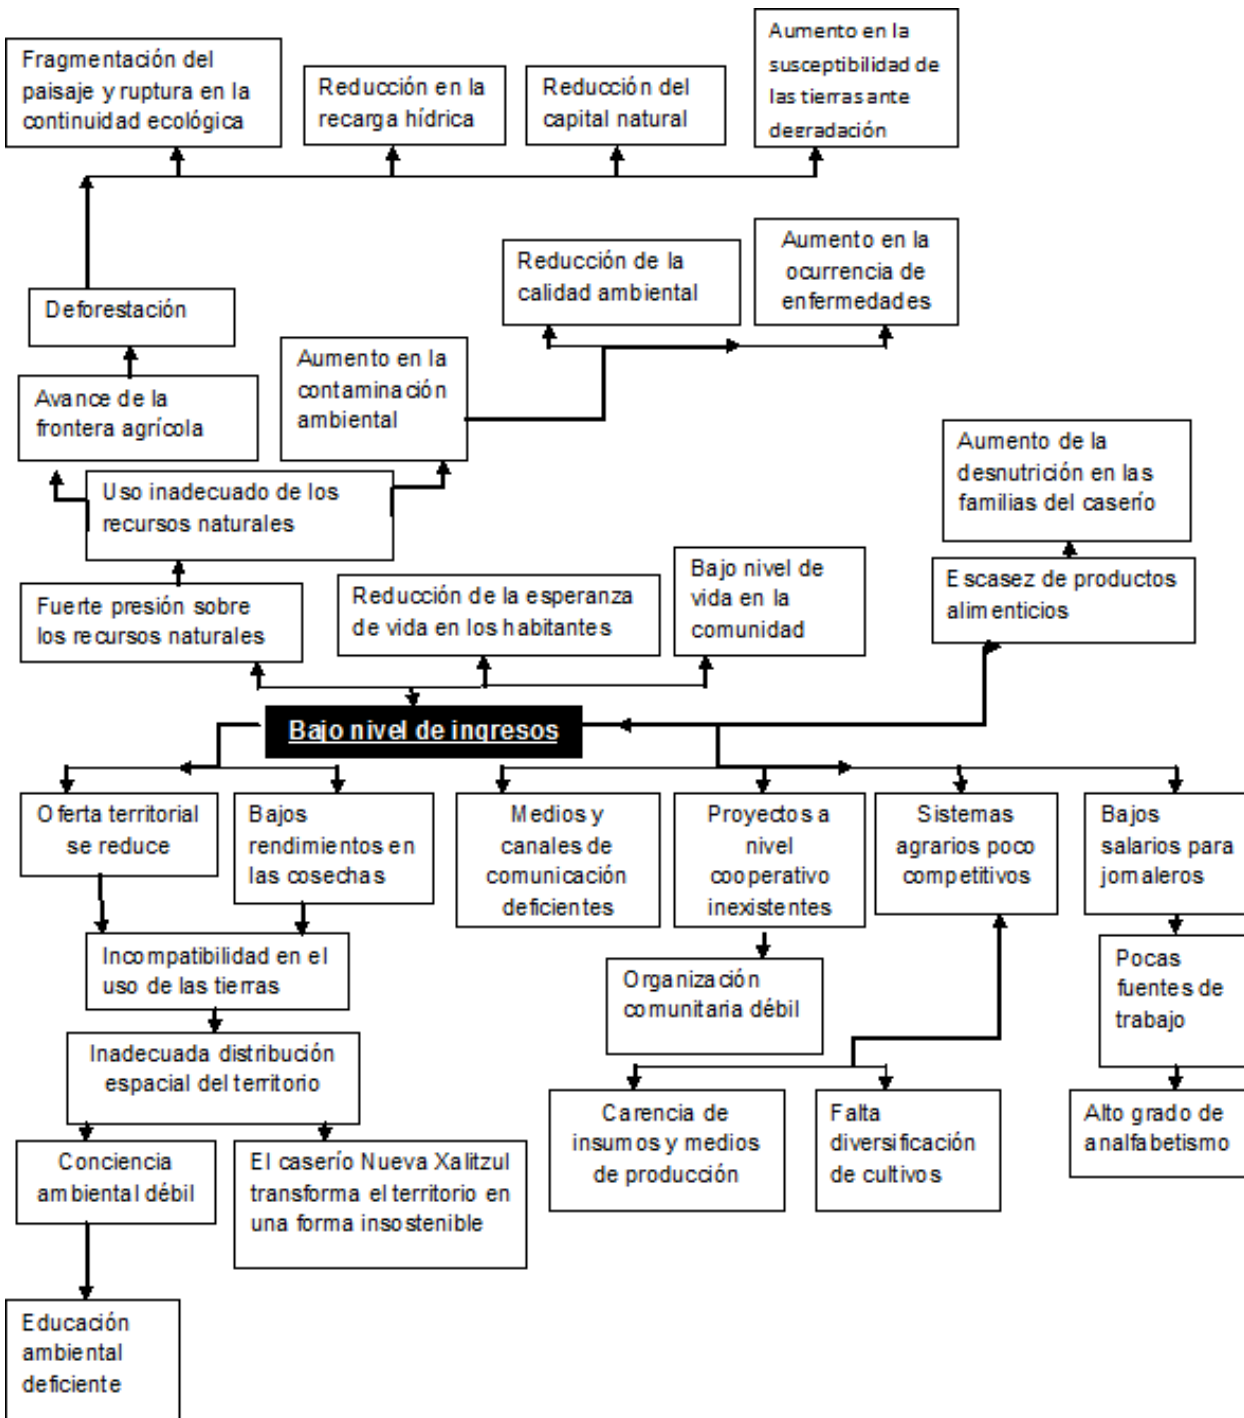 Fragmentación del
paisaje y ruptura en la
continuidad ecológica
Reducción en la
recarga hídrica
Reducción del
capital natural
Aumento en la
susceptibilidad de
las tierras ante
degradación
Deforestación
Reducción de la
calidad ambiental
Aumento en la
ocurrencia de
enfermedades
Avance de la
frontera agrícola
Aumento en la
contaminación
ambiental
Aumento de la
desnutrición en las
familias del caserío
Uso inadecuado de los
recursos naturales
Fuerte presión sobre
los recursos naturales
Reducción de la esperanza
de vida en los habitantes
Bajo nivel de
vida en la
comunidad
Escasez de productos
alimenticios
Bajo nivel de ingresos
Oferta territorial
se reduce
Bajos
rendimientos en
las cosechas
Medios y
canales de
comunicación
deficientes
Proyectos a
nivel
cooperativo
inexistentes
Sistemas
agrarios poco
competitivos
Bajos
salarios para
jornaleros
Incompatibilidad en el
uso de las tierras
Organización
comunitaria débil
Pocas
fuentes de
trabajo
Inadecuada distribución
espacial del territorio
Conciencia
ambiental débil
El caserío Nueva Xalitzul
transforma el territorio en
una forma insostenible
Carencia de
insumos y medios
de producción
Falta
diversificación
de cultivos
Alto grado de
analfabetismo
Educación
ambiental
deficiente